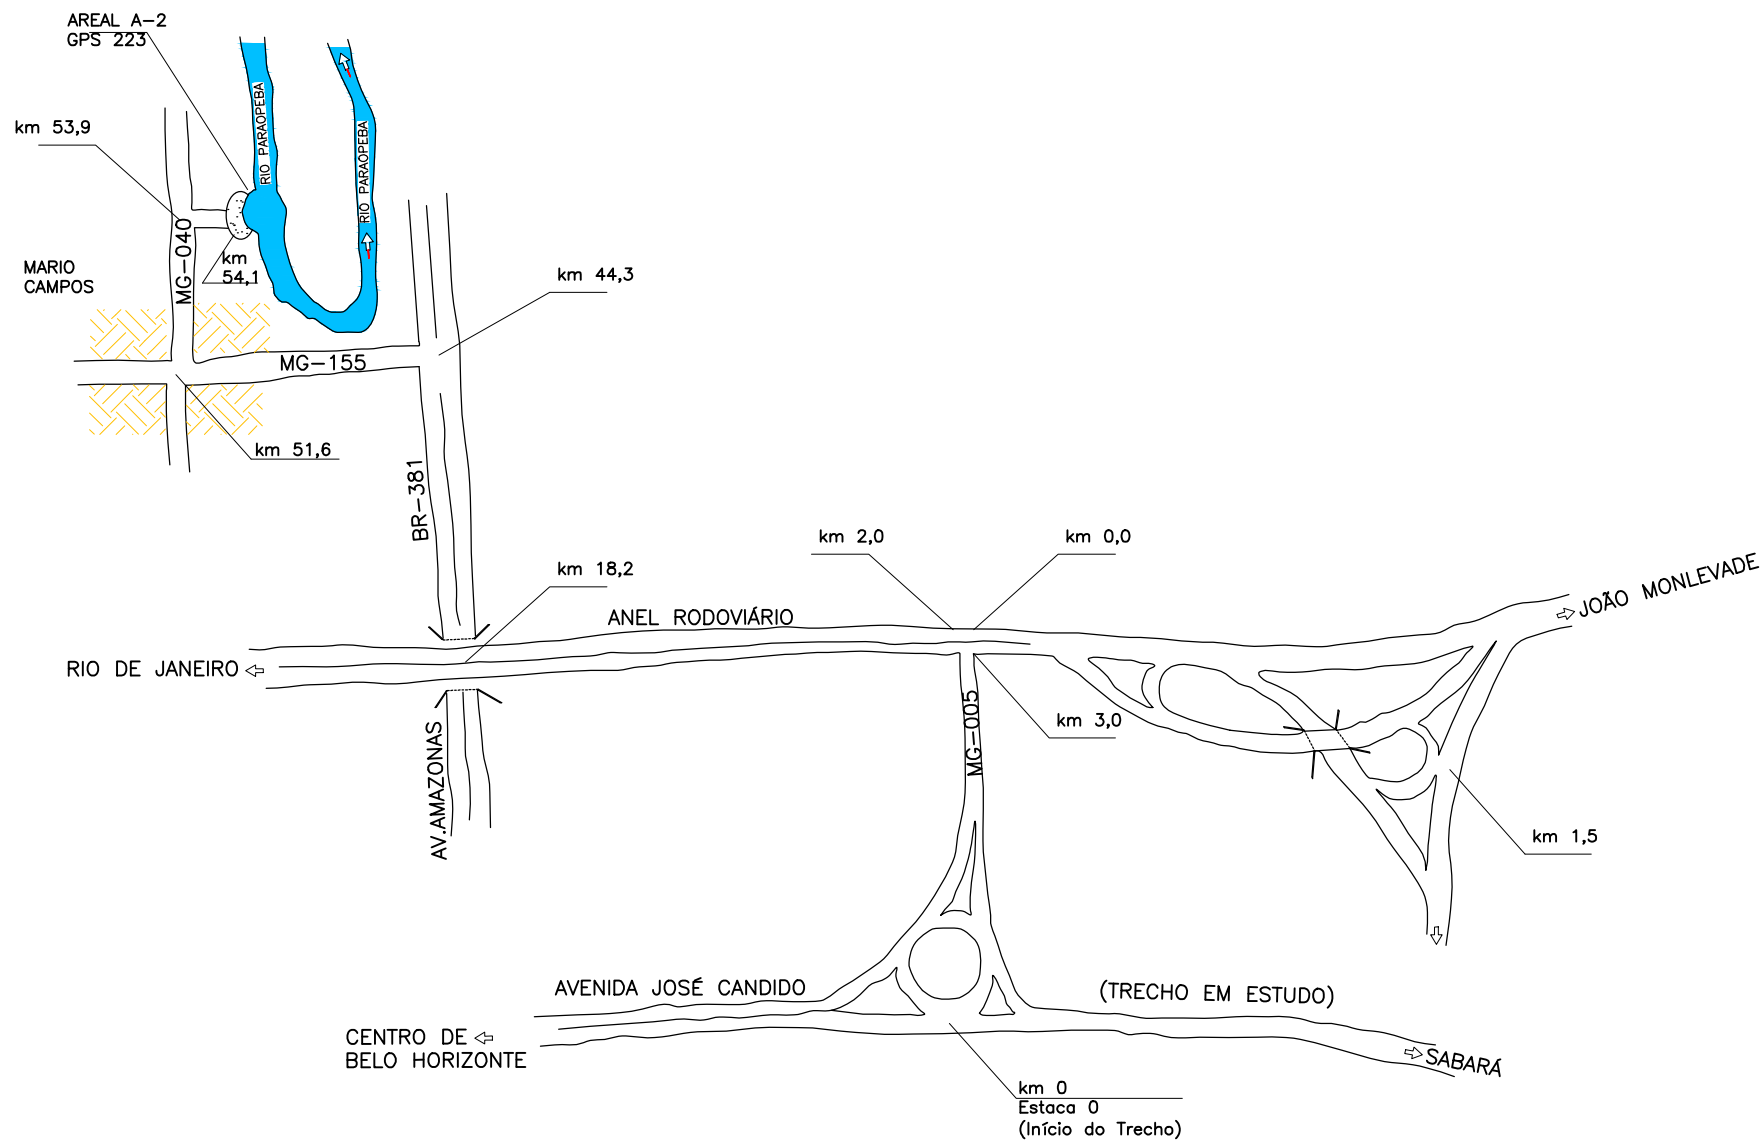 AREAL A-2
GPS 223
RIO PARAOPEBA
RIO PARAOPEBA
km 53,9
MG-040
km
54,1
MARIO
CAMPOS
km 44,3
MG-155
km 51,6
BR-381
km 2,0
km 0,0
km 18,2
ANEL RODOVIÁRIO
JOÃO MONLEVADE
RIO DE JANEIRO
MG-005
km 3,0
AV.AMAZONAS
km 1,5
AVENIDA JOSÉ CANDIDO
(TRECHO EM ESTUDO)
CENTRO DE
BELO HORIZONTE
SABARÁ
km 0
Estaca 0
(Início do Trecho)